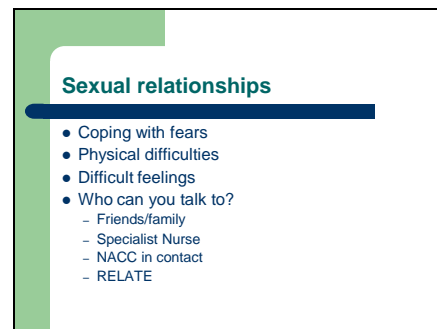 Sexual relationships
● Coping with fears
● Physical difficulties
● Difficult feelings
● Who can you talk to?
– Friends/family
– Specialist Nurse
– NACC in contact
– RELATE